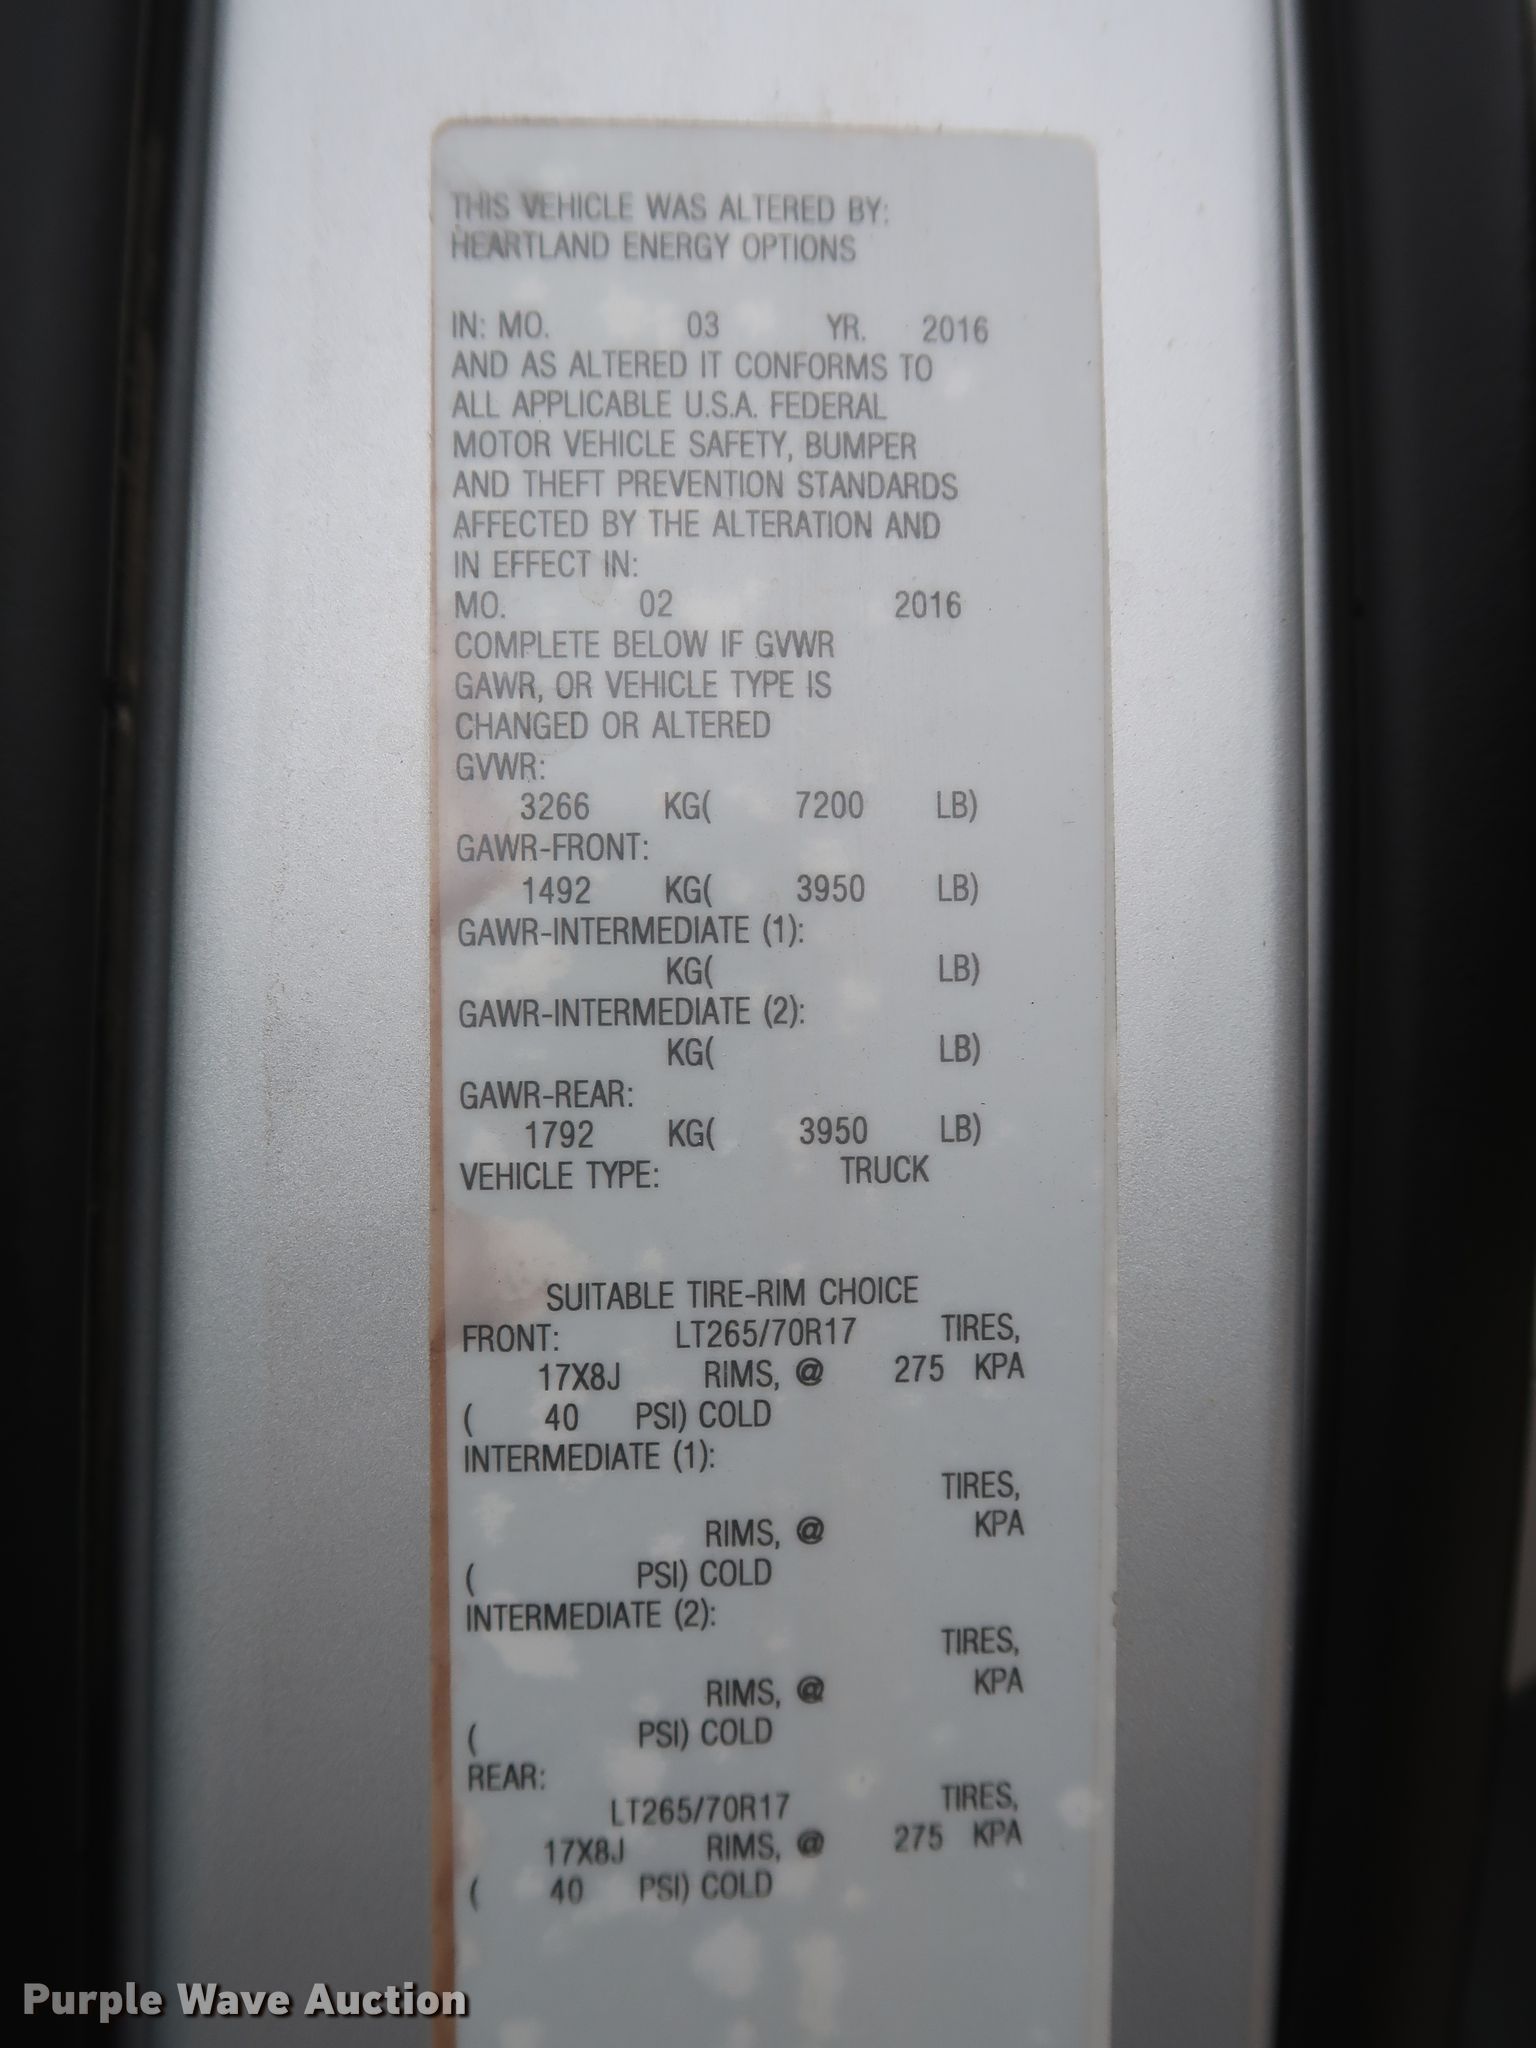 THIS VEHICLE WAS ALTERED BY:
HEARTLAND ENERGY OPTIONS
IN: MO. 03 YR. 2016
AND AS ALTERED IT CONFORMS TO
ALL APPLICABLE U.S.A. FEDERAL
MOTOR VEHICLE SAFETY, BUMPER
AND THEFT PREVENTION STANDARDS
AFFECTED BY THE ALTERATION AND
IN EFFECT IN:
MO. 02 2016
COMPLETE BELOW IF GVWR
GAWR, OR VEHICLE TYPE IS
CHANGED OR ALTERED
GVWR:
3266 KG( 7200 LB)
GAWR-FRONT:
1492 KG( 3950 LB)
GAWR-INTERMEDIATE (1):
KG( LB)
GAWR-INTERMEDIATE (2):
KG( LB)
GAWR-REAR:
1792 KG( 3950 LB)
VEHICLE TYPE: TRUCK
SUITABLE TIRE-RIM CHOICE
FRONT: LT265/70R17 TIRES,
17X8J RIMS, @ 275 KPA
( 40 PSI) COLD
INTERMEDIATE (1):
TIRES,
RIMS, @ KPA
( PSI) COLD
INTERMEDIATE (2):
TIRES,
RIMS, @ KPA
( PSI) COLD
REAR:
LT265/70R17 TIRES,
17X8J RIMS, @ 275 KPA
( 40 PSI) COLD
Purple Wave Auction